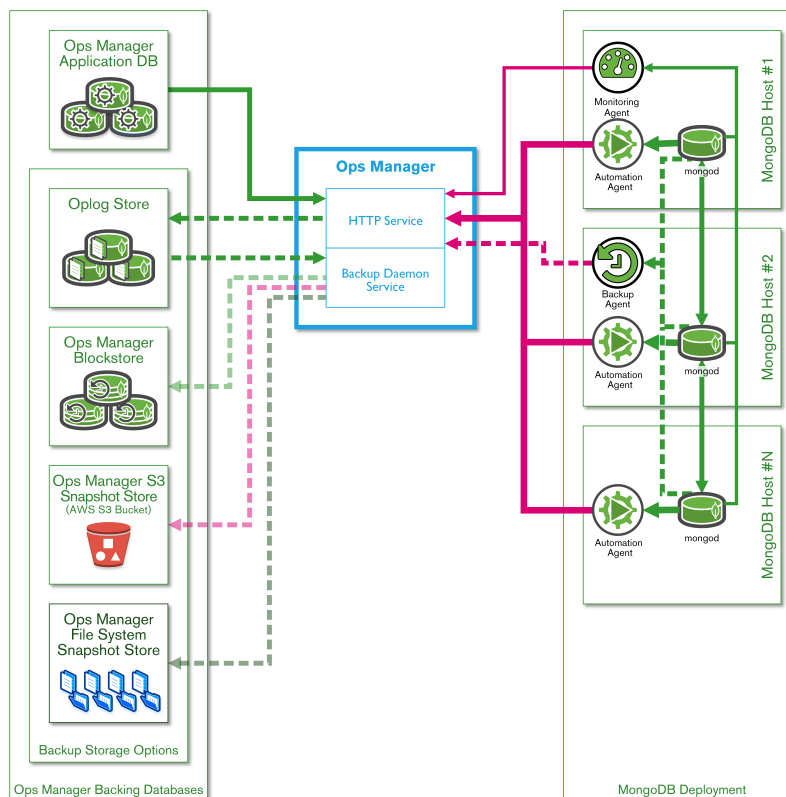 Ops Manager
Application DB
Oplog Store
Ops Manager
Blockstore
Ops Manager S3
Snapshot Store
(AWS S3 Bucket)
Ops Manager
File System
Snapshot Store
Backup Storage Options
Ops Manager Backing Databases
Ops Manager
HTTP Service
Backup Daemon
Service
Monitoring
Agent
Automation
Agent
mongod
MongoDB Host #1
Backup
Agent
Automation
Agent
mongod
MongoDB Host #2
Automation
Agent
mongod
MongoDB Host #N
MongoDB Deployment